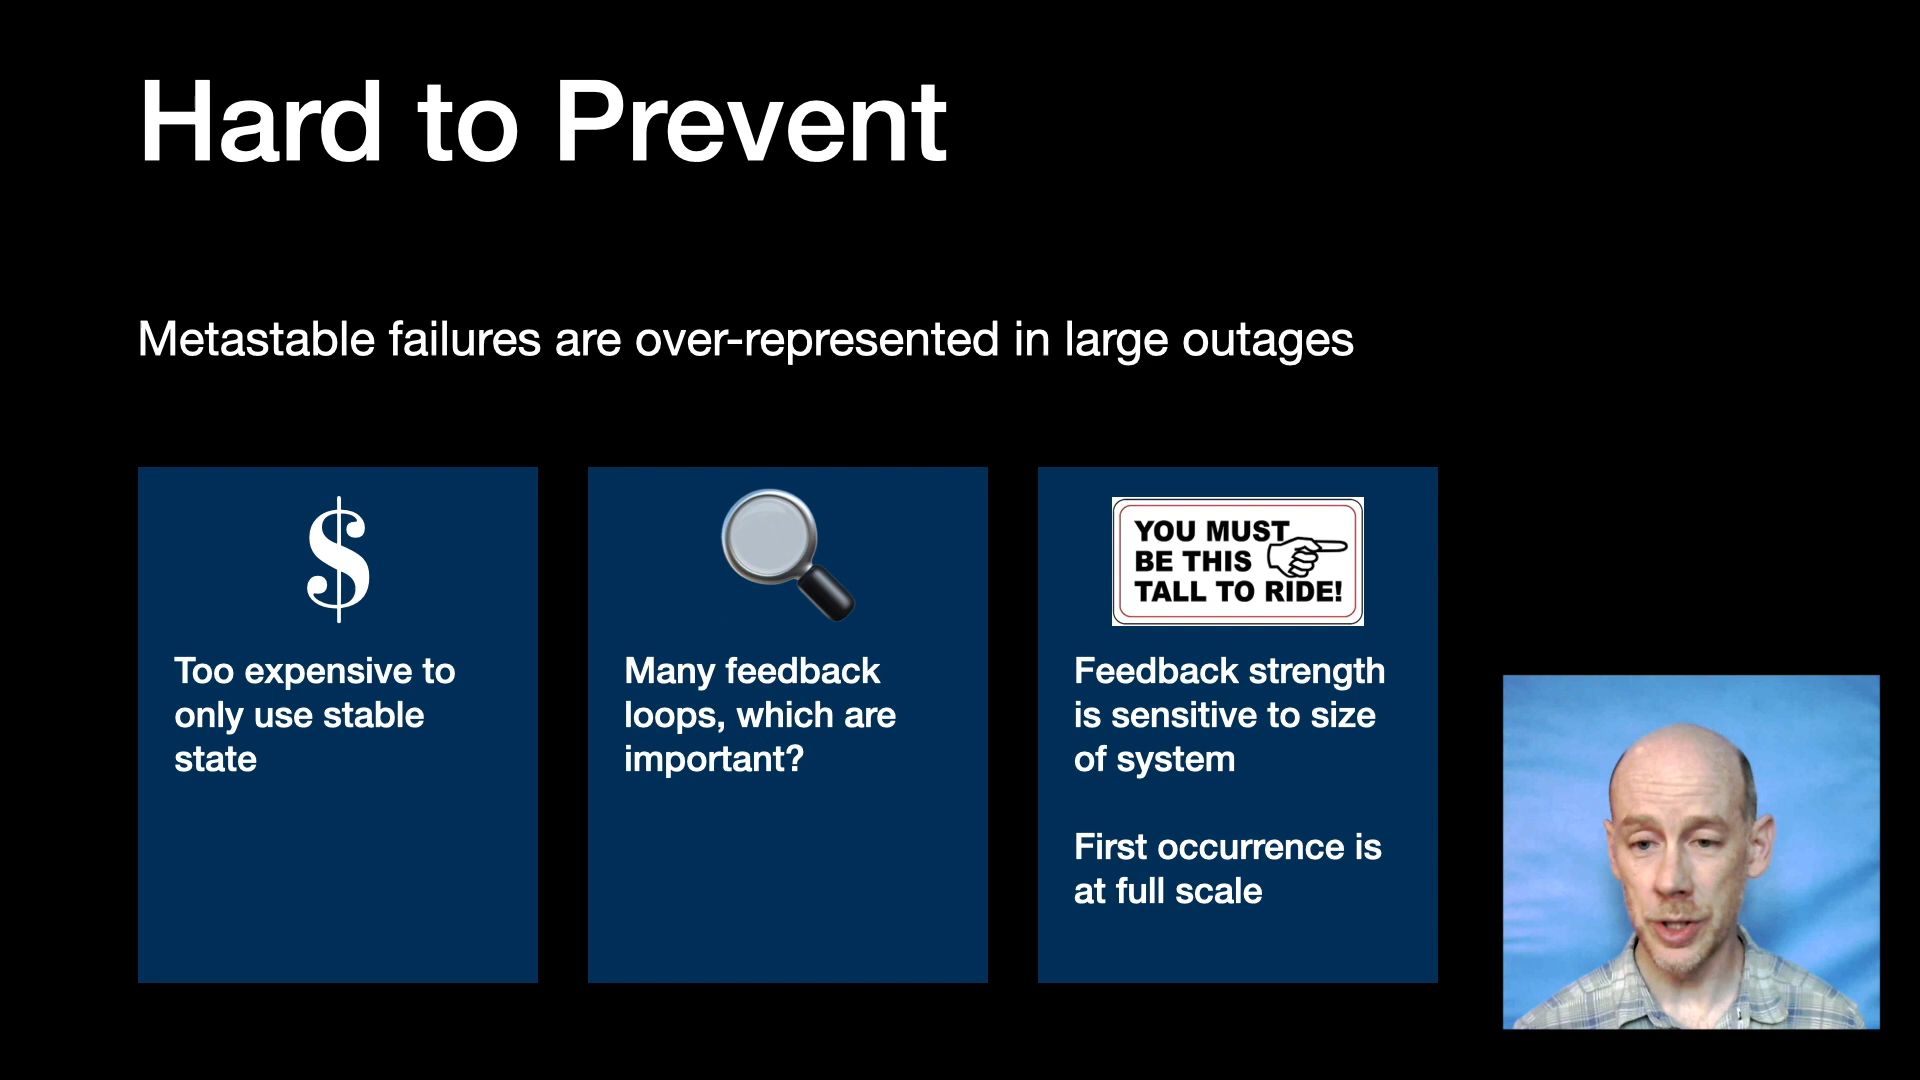 Hard to Prevent
Metastable failures are over-represented in large outages
$
Too expensive to
only use stable
state
Many feedback
loops, which are
important?
YOU MUST
BE THIS
TALL TO RIDE!
Feedback strength
is sensitive to size
of system
First occurrence is
at full scale